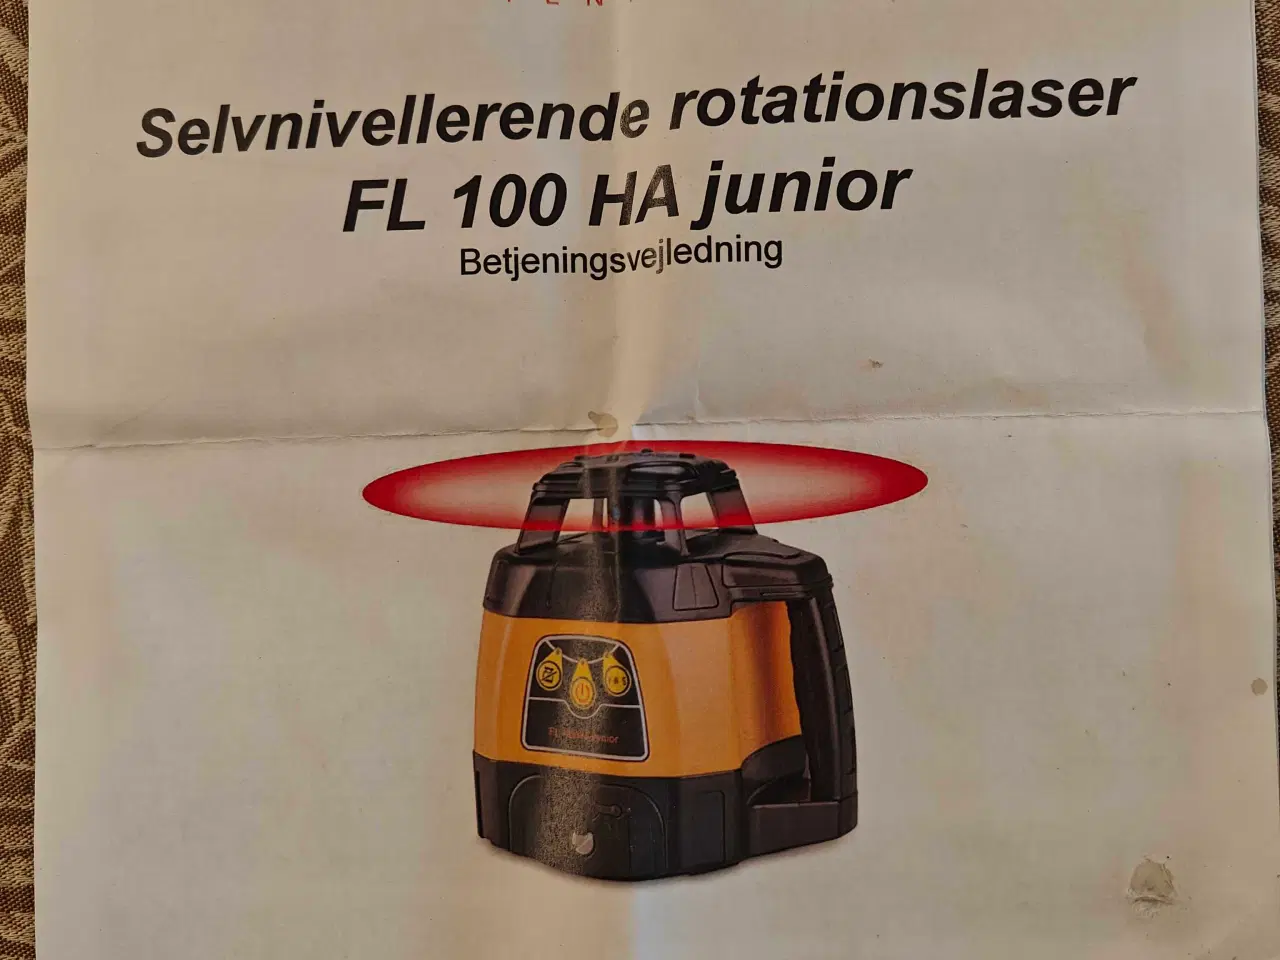 Selvnivellerende rotationslaser
FL 100 HA junior
Betjeningsvejledning